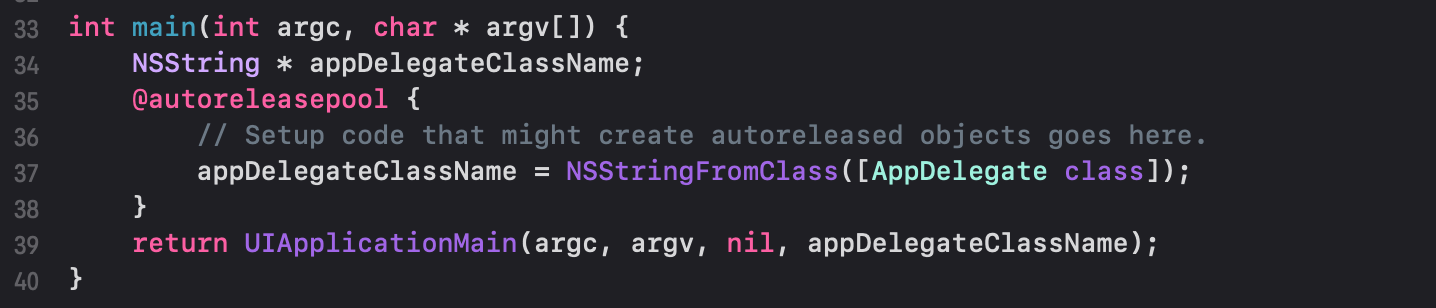 33 int main(int argc, char * argv[]) {
34     NSString * appDelegateClassName;
35     @autoreleasepool {
36         // Setup code that might create autoreleased objects goes here.
37         appDelegateClassName = NSStringFromClass([AppDelegate class]);
38     }
39     return UIApplicationMain(argc, argv, nil, appDelegateClassName);
40 }